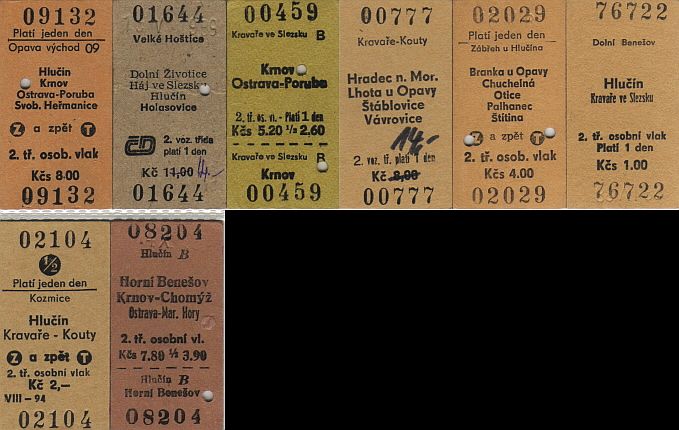 09132
Platí jeden den
Opava východ 09
Hlučín
Krnov
Ostrava-Poruba
Svob. Heřmanice
Z a zpět T
2. tř. osob. vlak
Kčs 8·00
09132
01644
Velké Hoštice
Dolní Životice
Háj ve Slezsku
Hlučín
Holasovice
ČD
2. voz. třída
platí 1 den
Kč 11,00 14.-
01644
00459
Kravaře ve Slezsku B
Krnov
Ostrava-Poruba
2. tř. os. vl. - Platí 1 den
Kčs 5.20 1/2 2,60
Kravaře ve Slezsku B
Krnov
00459
00777
Kravaře-Kouty
Hradec n. Mor.
Lhota u Opavy
Štáblovice
Vávrovice
14,-
2. voz. tř. platí 1 den
Kč 8,00
00777
02029
Platí jeden den
Zábřeh u Hlučína
Branka u Opavy
Chuchelná
Otice
Palhanec
Štítina
Z a zpět T
2. tř. osob. vlak
Kčs 4.00
02029
76722
Dolní Benešov
Hlučín
Kravaře ve Slezsku
2. tř. osobní vlak
Platí 1 den
Kčs 1.00
76722
02104
1/2
Platí jeden den
Kozmice
Hlučín
Kravaře - Kouty
Z a zpět T
2. tř. osobní vlak
Kč 2,—
VIII - 94
02104
08204
Hlučín B
Horní Benešov
Krnov-Chomýž
Ostrava-Mar. Hory
2. tř. osobní vl.
Kčs 7.80 1/2 3.90
Hlučín B
Horní Benešov
08204